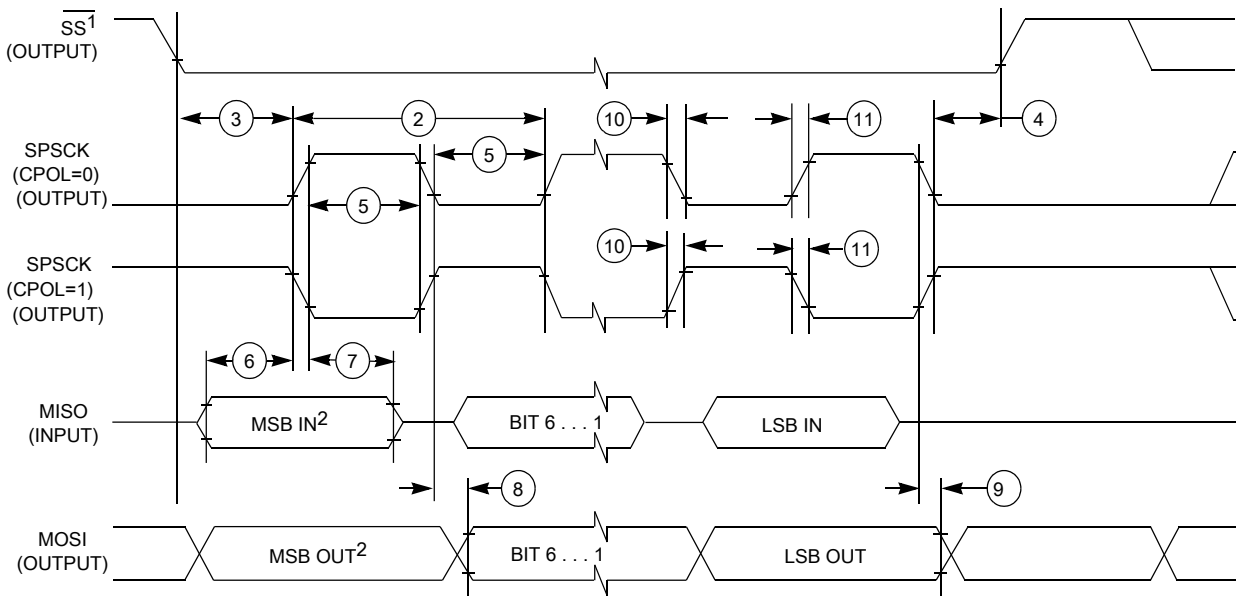 SS1
(OUTPUT)
3
2
10
11
4
SPSCK
(CPOL=0)
(OUTPUT)
5
5
10
11
SPSCK
(CPOL=1)
(OUTPUT)
6
7
MISO
(INPUT)
MSB IN2
BIT 6 . . . 1
LSB IN
8
9
MOSI
(OUTPUT)
MSB OUT2
BIT 6 . . . 1
LSB OUT